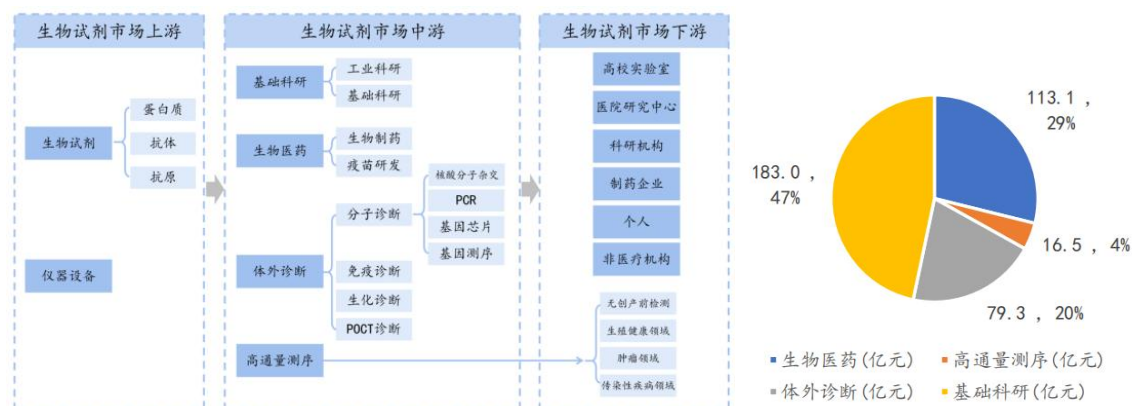 生物试剂市场上游
生物试剂
蛋白质
抗体
抗原
仪器设备
生物试剂市场中游
基础科研
工业科研
基础科研
生物医药
生物制药
疫苗研发
体外诊断
分子诊断
核酸分子杂交
PCR
基因芯片
基因测序
免疫诊断
生化诊断
POCT诊断
高通量测序
生物试剂市场下游
高校实验室
医院研究中心
科研机构
制药企业
个人
非医疗机构
无创产前检测
生殖健康领域
肿瘤领域
传染性疾病领域
113.1,
29%
16.5, 4%
79.3, 20%
183.0,
47%
生物医药(亿元) 高通量测序(亿元)
体外诊断(亿元) 基础科研(亿元)